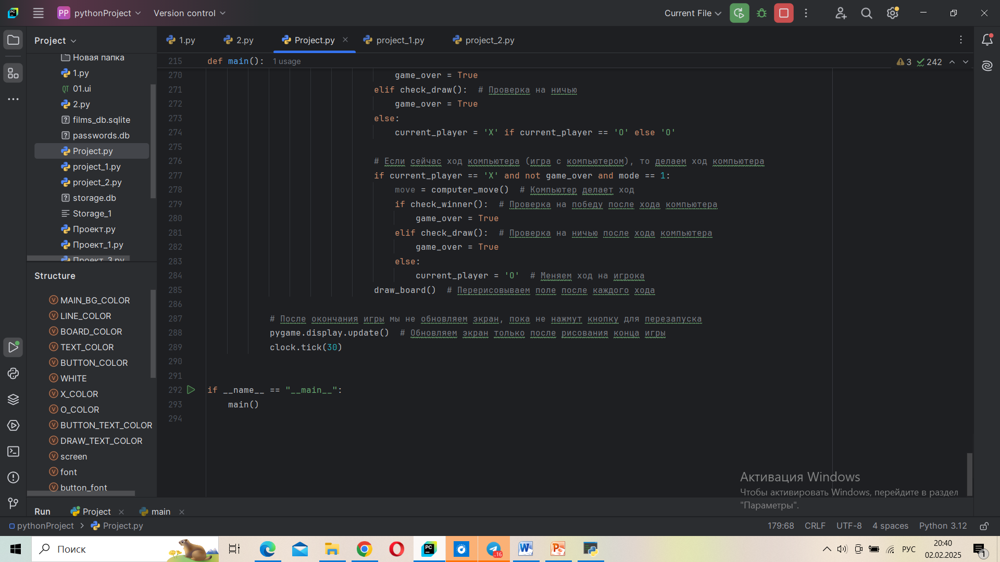 PP pythonProject Version control Current File
Project
1.py 2.py Project.py project_1.py project_2.py
Новая папка
1.py
01.ui
2.py
films_db.sqlite
passwords.db
Project.py
project_1.py
project_2.py
storage.db
Storage_1
Проект.py
Проект_1.py
Проект_3.py
Structure
MAIN_BG_COLOR
LINE_COLOR
BOARD_COLOR
TEXT_COLOR
BUTTON_COLOR
WHITE
X_COLOR
O_COLOR
BUTTON_TEXT_COLOR
DRAW_TEXT_COLOR
screen
font
button_font
215 def main(): 1 usage 3 242
270 game_over = True
271 elif check_draw(): # Проверка на ничью
272 game_over = True
273 else:
274 current_player = 'X' if current_player == 'O' else 'O'
275
276 # Если сейчас ход компьютера (игра с компьютером), то делаем ход компьютера
277 if current_player == 'X' and not game_over and mode == 1:
278 move = computer_move() # Компьютер делает ход
279 if check_winner(): # Проверка на победу после хода компьютера
280 game_over = True
281 elif check_draw(): # Проверка на ничью после хода компьютера
282 game_over = True
283 else:
284 current_player = 'O' # Меняем ход на игрока
285 draw_board() # Перерисовываем поле после каждого хода
286
287 # После окончания игры мы не обновляем экран, пока не нажмут кнопку для перезапуска
288 pygame.display.update() # Обновляем экран только после рисования конца игры
289 clock.tick(30)
290
291
292 if __name__ == "__main__":
293 main()
294
Активация Windows
Чтобы активировать Windows, перейдите в раздел
"Параметры".
Run Project main
pythonProject Project.py 179:68 CRLF UTF-8 4 spaces Python 3.12
Поиск
РУС
20:40
02.02.2025
1